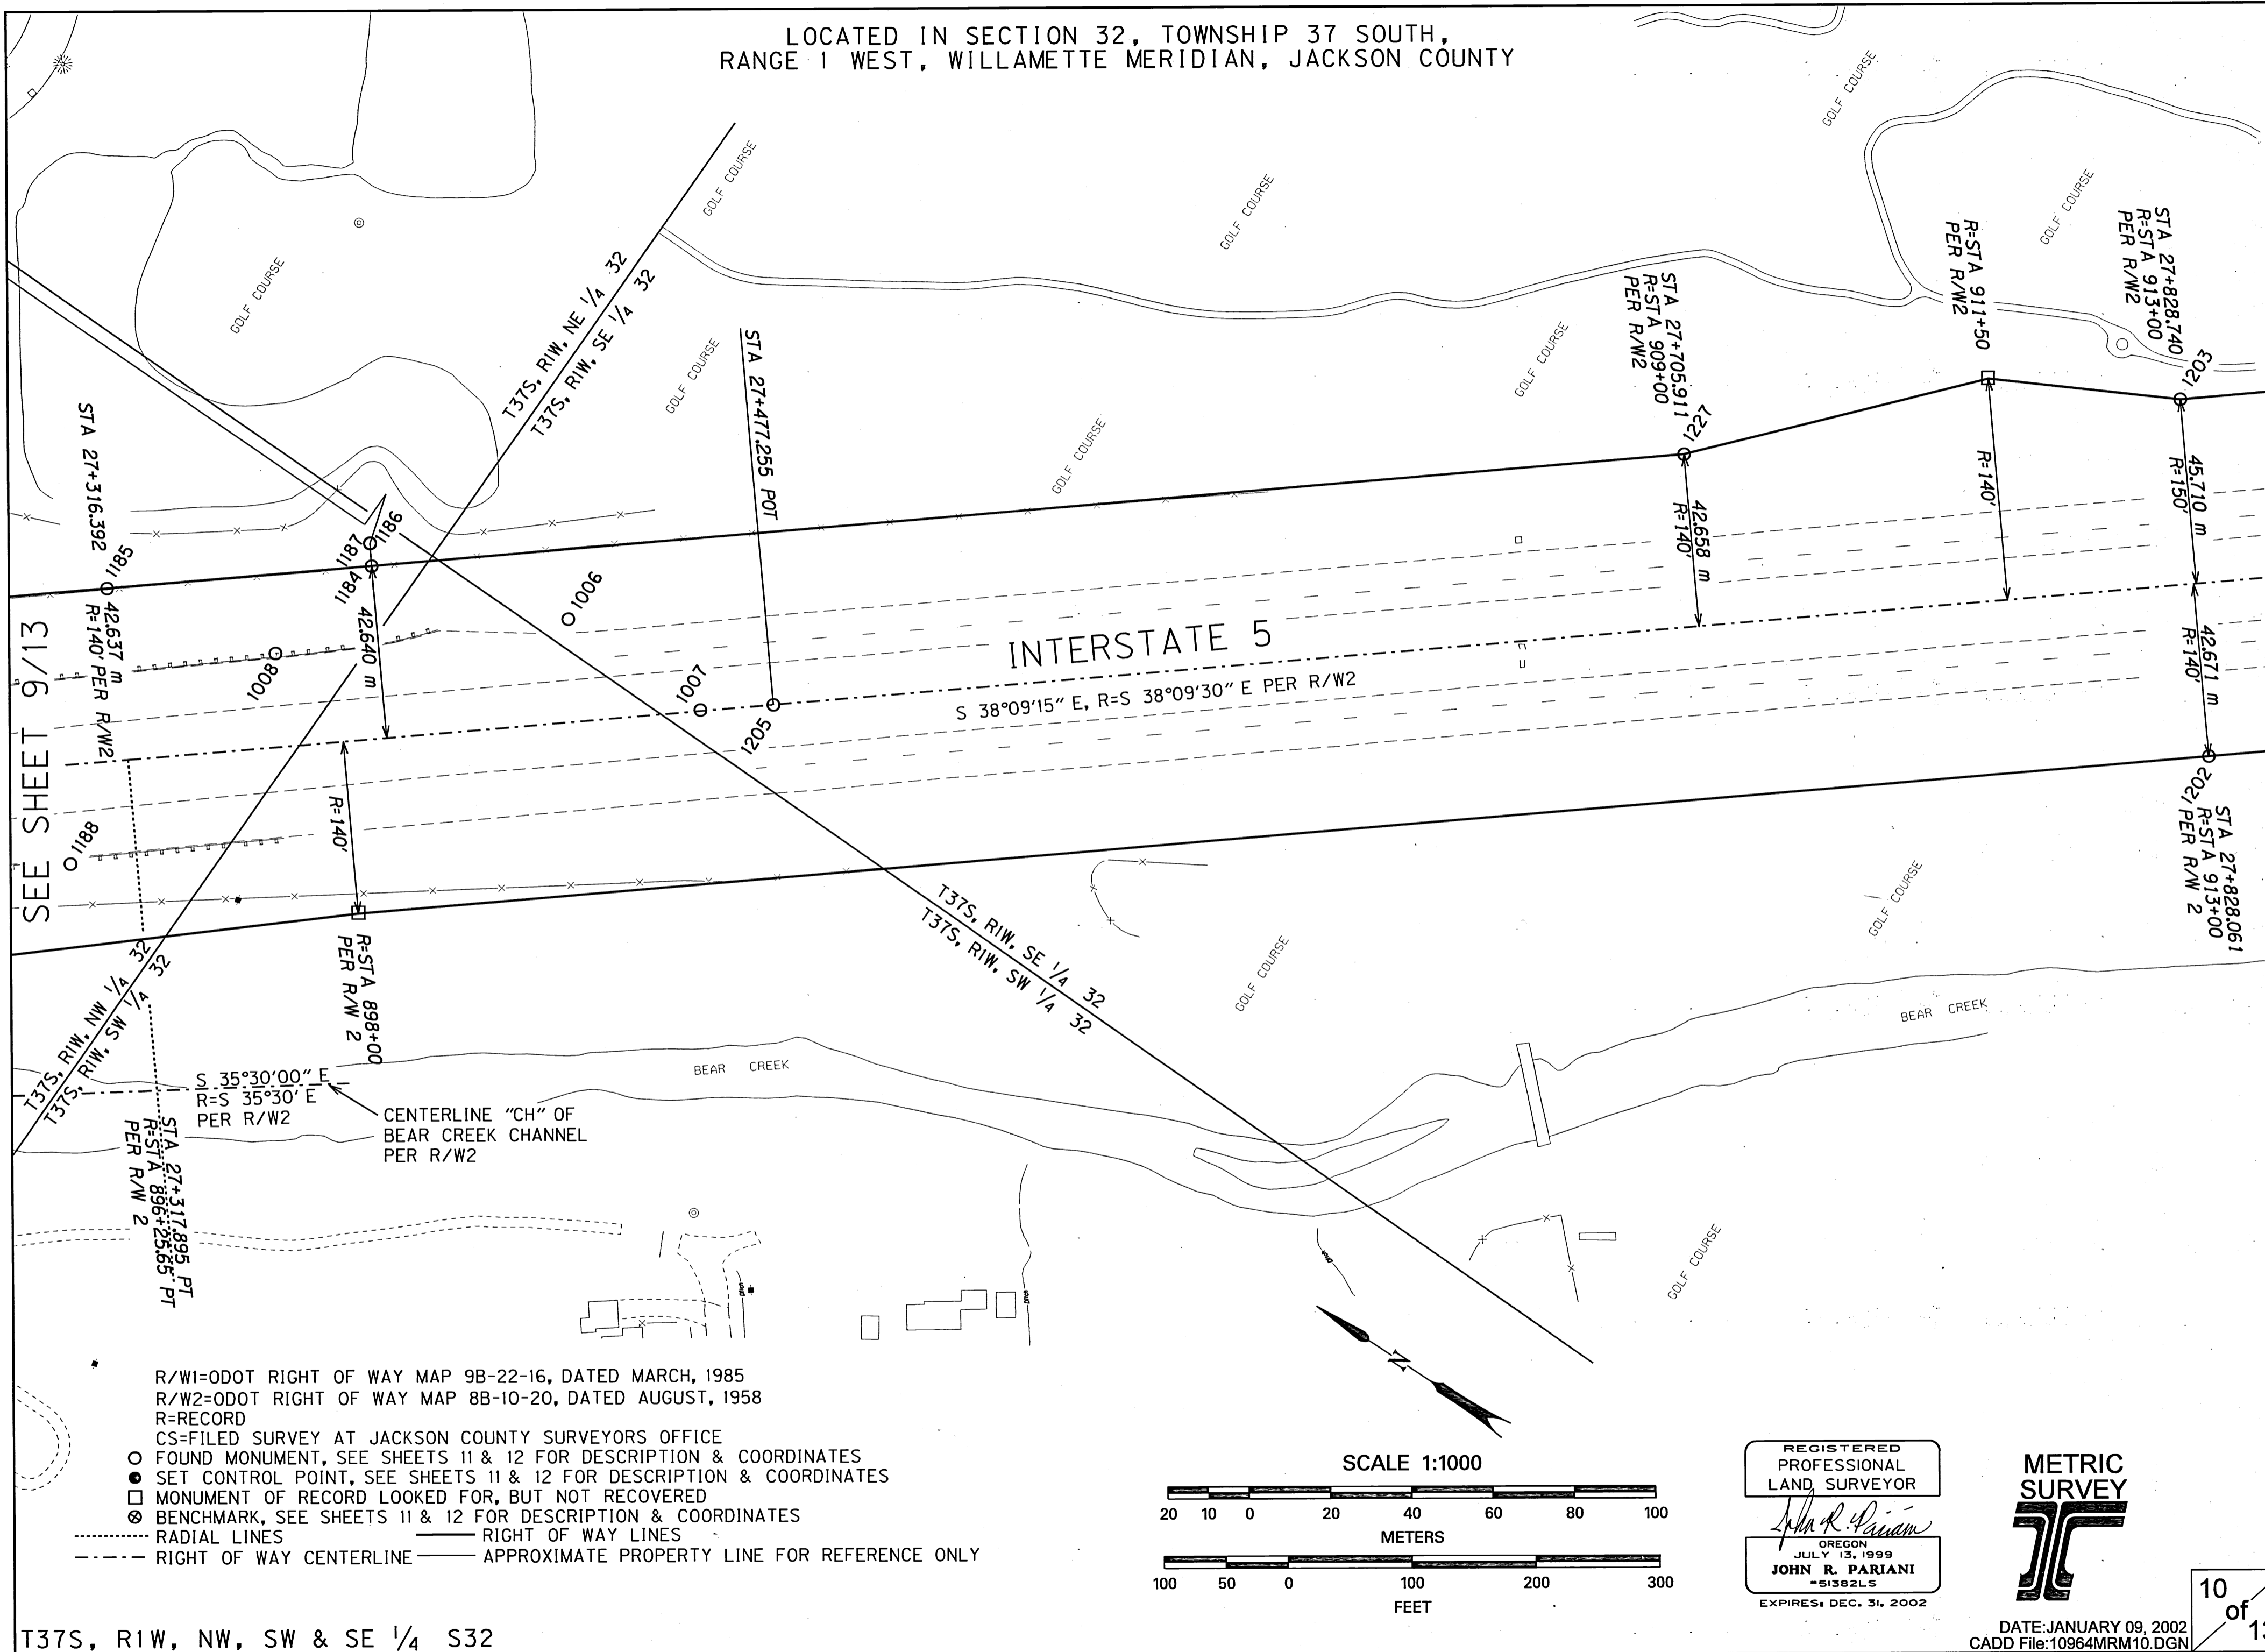 LOCATED IN SECTION 32, TOWNSHIP 37 SOUTH,
RANGE 1 WEST, WILLAMETTE MERIDIAN, JACKSON COUNTY
GOLF COURSE
GOLF COURSE
GOLF COURSE
GOLF COURSE
GOLF COURSE
GOLF COURSE
GOLF COURSE
GOLF COURSE
GOLF COURSE
T37S, R1W, NE 1/4 32
T37S, R1W, SE 1/4 32
STA 27+477.255 POT
STA 27+705.911
R=STA 909+00
PER R/W2
R=STA 911+50
PER R/W2
STA 27+828.740
R=STA 913+00
PER R/W2
1203
1227
STA 27+316.392
1185
1187
1186
1184
42.637 m
R=140' PER R/W2
42.640 m
1006
1008
1007
1205
1188
R=140'
42.658 m
R=140'
R=140'
45.710 m
R=150'
42.671 m
R=140'
INTERSTATE 5
S 38°09'15" E, R=S 38°09'30" E PER R/W2
SEE SHEET 9/13
1202
STA 27+828.061
R=STA 913+00
PER R/W 2
R=STA 898+00
PER R/W 2
T37S, R1W, NW 1/4 32
T37S, R1W, SW 1/4 32
T37S, R1W, SE 1/4 32
T37S, R1W, SW 1/4 32
GOLF COURSE
GOLF COURSE
GOLF COURSE
BEAR CREEK
BEAR CREEK
S 35°30'00" E
R=S 35°30' E
PER R/W2
CENTERLINE "CH" OF
BEAR CREEK CHANNEL
PER R/W2
STA 27+317.895 PT
R=STA 896+25.65 PT
PER R/W 2
N
R/W1=ODOT RIGHT OF WAY MAP 9B-22-16, DATED MARCH, 1985
R/W2=ODOT RIGHT OF WAY MAP 8B-10-20, DATED AUGUST, 1958
R=RECORD
CS=FILED SURVEY AT JACKSON COUNTY SURVEYORS OFFICE
FOUND MONUMENT, SEE SHEETS 11 & 12 FOR DESCRIPTION & COORDINATES
SET CONTROL POINT, SEE SHEETS 11 & 12 FOR DESCRIPTION & COORDINATES
MONUMENT OF RECORD LOOKED FOR, BUT NOT RECOVERED
BENCHMARK, SEE SHEETS 11 & 12 FOR DESCRIPTION & COORDINATES
RADIAL LINES RIGHT OF WAY LINES
RIGHT OF WAY CENTERLINE APPROXIMATE PROPERTY LINE FOR REFERENCE ONLY
SCALE 1:1000
20 10 0 20 40 60 80 100
METERS
100 50 0 100 200 300
FEET
REGISTERED
PROFESSIONAL
LAND SURVEYOR
John R. Pariani
OREGON
JULY 13, 1999
JOHN R. PARIANI
#51382LS
EXPIRES: DEC. 31, 2002
METRIC
SURVEY
10
of
DATE:JANUARY 09, 2002
CADD File:10964MRM10.DGN
T37S, R1W, NW, SW & SE 1/4 S32